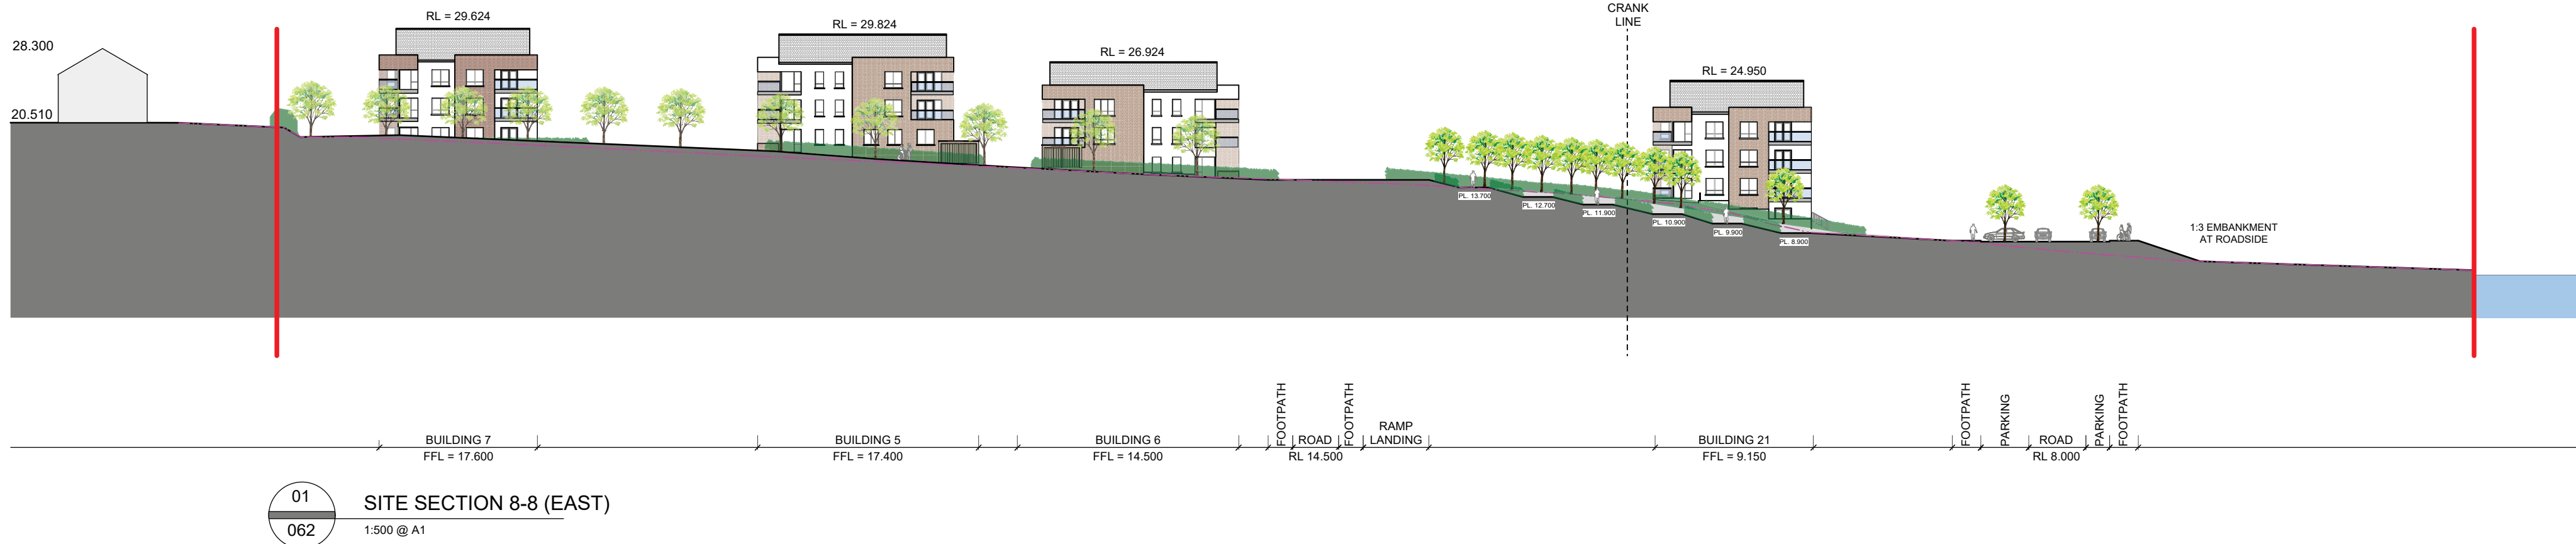 CRANK
LINE
RL = 29.624
RL = 29.824
28.300
RL = 26.924
RL = 24.950
20.510
PL. 13.700
PL. 12.700
PL. 11.900
PL. 10.900
PL. 9.900
PL. 8.900
1:3 EMBANKMENT
AT ROADSIDE
BUILDING 7
FFL = 17.600
BUILDING 5
FFL = 17.400
BUILDING 6
FFL = 14.500
FOOTPATH
ROAD
RL 14.500
FOOTPATH
RAMP
LANDING
BUILDING 21
FFL = 9.150
FOOTPATH
PARKING
ROAD
RL 8.000
PARKING
FOOTPATH
01
062
SITE SECTION 8-8 (EAST)
1:500 @ A1